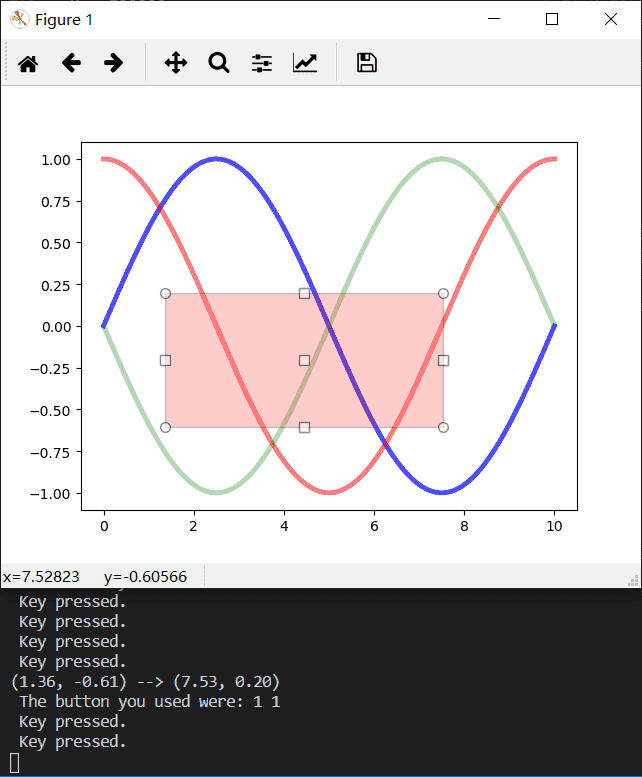 Figure 1
1.00
0.75
0.50
0.25
0.00
−0.25
−0.50
−0.75
−1.00
0 2 4 6 8 10
x=7.52823 y=-0.60566
Key pressed.
Key pressed.
Key pressed.
Key pressed.
(1.36, -0.61) --> (7.53, 0.20)
The button you used were: 1 1
Key pressed.
Key pressed.